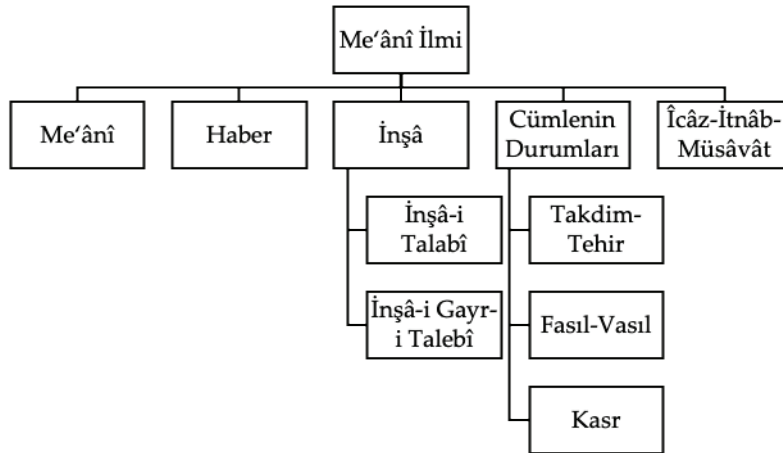 Me‘ânî İlmi
Me‘ânî
Haber
İnşâ
Cümlenin
Durumları
Îcâz-İtnâb-
Müsâvât
İnşâ-i
Talabî
İnşâ-i Gayr-
i Talebî
Takdim-
Tehir
Fasıl-Vasıl
Kasr